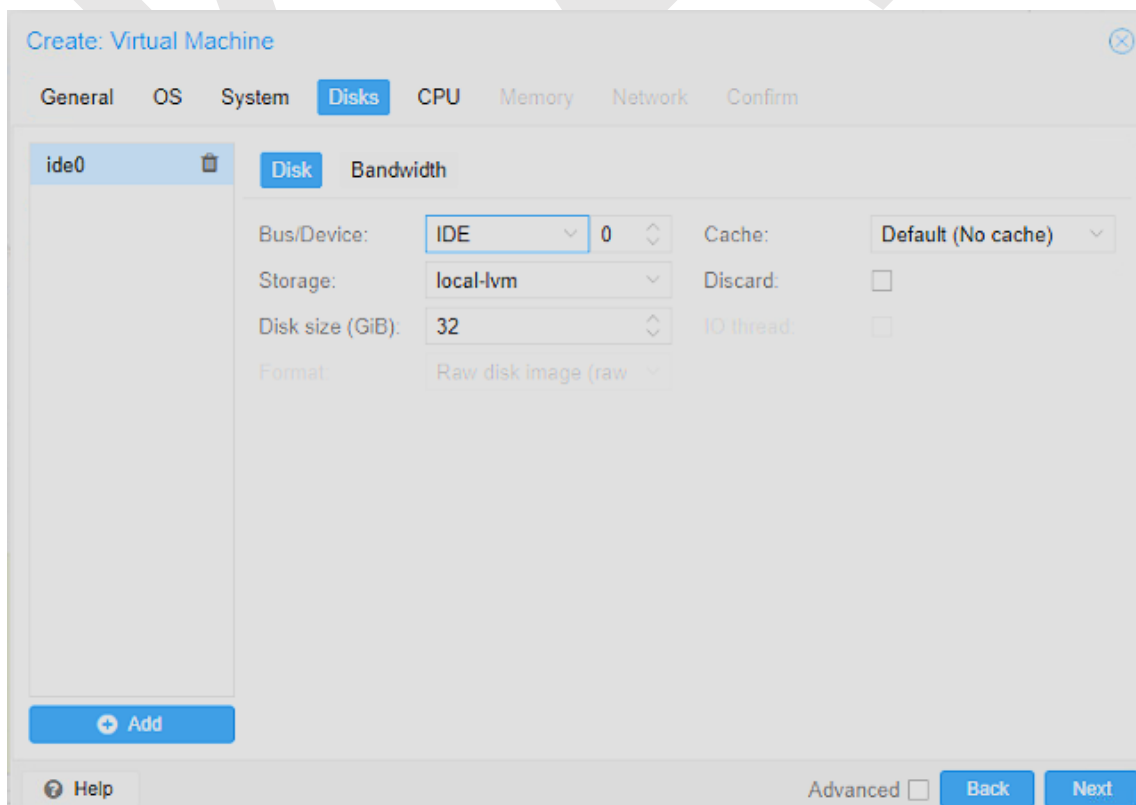 Create: Virtual Machine
General OS System Disks CPU Memory Network Confirm
ide0
Disk Bandwidth
Bus/Device: IDE 0 Cache: Default (No cache)
Storage: local-lvm Discard:
Disk size (GiB): 32 IO thread:
Format: Raw disk image (raw
Add
Help Advanced Back Next